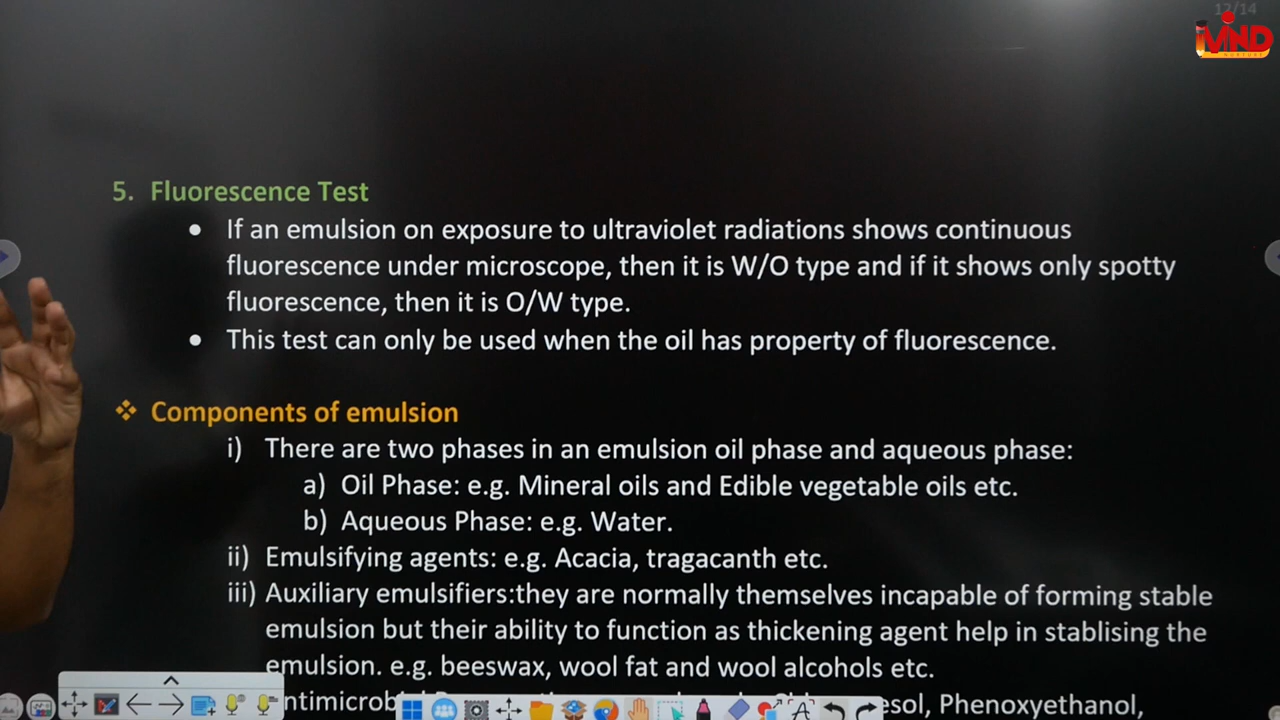 12/14
MIND
5. Fluorescence Test
• If an emulsion on exposure to ultraviolet radiations shows continuous
fluorescence under microscope, then it is W/O type and if it shows only spotty
fluorescence, then it is O/W type.
• This test can only be used when the oil has property of fluorescence.
❖ Components of emulsion
i) There are two phases in an emulsion oil phase and aqueous phase:
a) Oil Phase: e.g. Mineral oils and Edible vegetable oils etc.
b) Aqueous Phase: e.g. Water.
ii) Emulsifying agents: e.g. Acacia, tragacanth etc.
iii) Auxiliary emulsifiers:they are normally themselves incapable of forming stable
emulsion but their ability to function as thickening agent help in stablising the
emulsion. e.g. beeswax, wool fat and wool alcohols etc.
Phenoxyethanol,